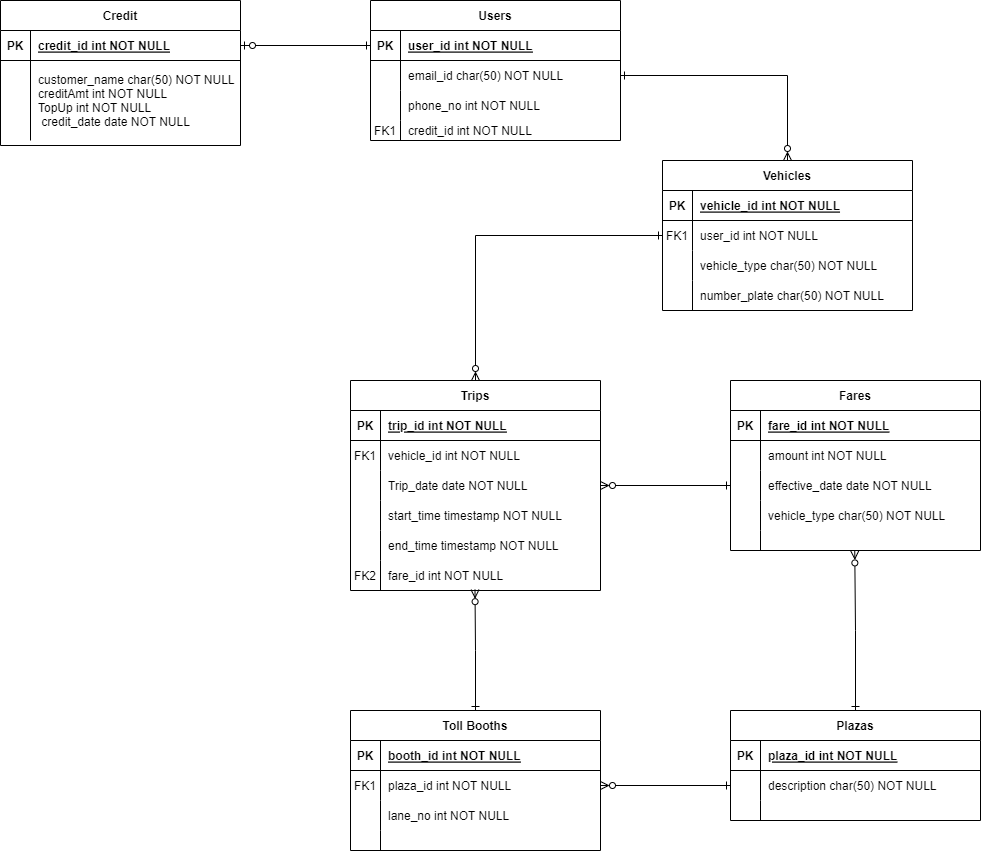 Credit
PK credit_id int NOT NULL
customer_name char(50) NOT NULL
creditAmt int NOT NULL
TopUp int NOT NULL
credit_date date NOT NULL
Users
PK user_id int NOT NULL
email_id char(50) NOT NULL
phone_no int NOT NULL
FK1 credit_id int NOT NULL
Vehicles
PK vehicle_id int NOT NULL
FK1 user_id int NOT NULL
vehicle_type char(50) NOT NULL
number_plate char(50) NOT NULL
Trips
PK trip_id int NOT NULL
FK1 vehicle_id int NOT NULL
Trip_date date NOT NULL
start_time timestamp NOT NULL
end_time timestamp NOT NULL
FK2 fare_id int NOT NULL
Fares
PK fare_id int NOT NULL
amount int NOT NULL
effective_date date NOT NULL
vehicle_type char(50) NOT NULL
Toll Booths
PK booth_id int NOT NULL
FK1 plaza_id int NOT NULL
lane_no int NOT NULL
Plazas
PK plaza_id int NOT NULL
description char(50) NOT NULL